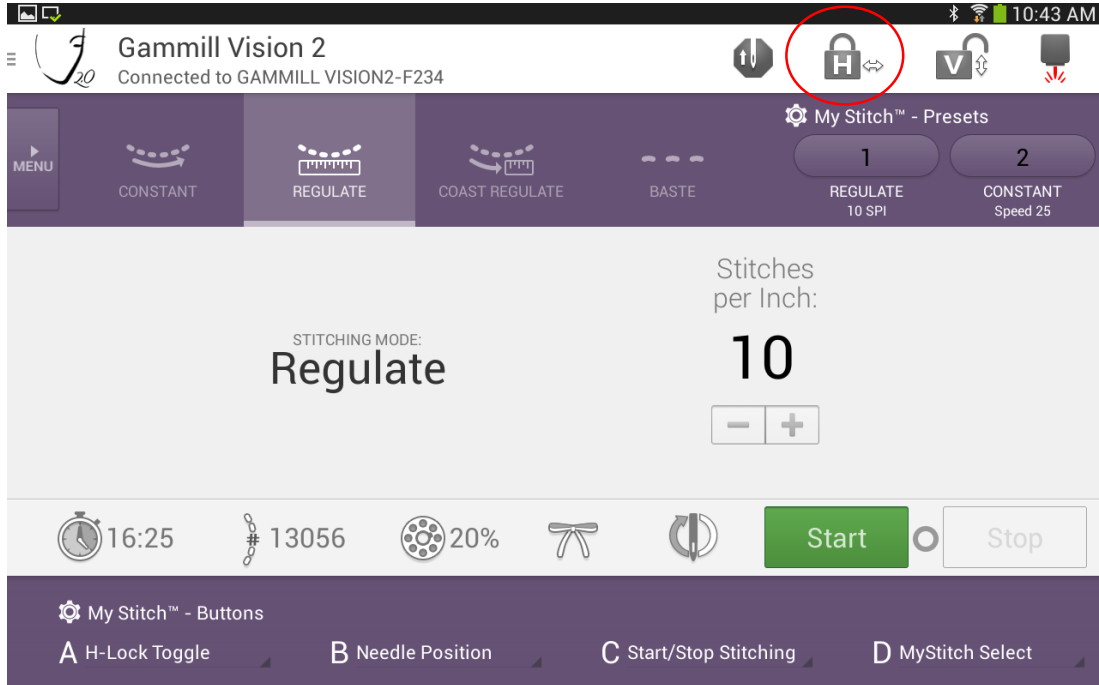 10:43 AM
2.0
Gammill Vision 2
Connected to GAMMILL VISION2-F234
H
V
MENU
CONSTANT
REGULATE
COAST REGULATE
BASTE
My Stitch™ - Presets
1
2
REGULATE
10 SPI
CONSTANT
Speed 25
STITCHING MODE:
Regulate
Stitches
per Inch:
10
16:25
# 13056
20%
Start
Stop
My Stitch™ - Buttons
A H-Lock Toggle
B Needle Position
C Start/Stop Stitching
D MyStitch Select